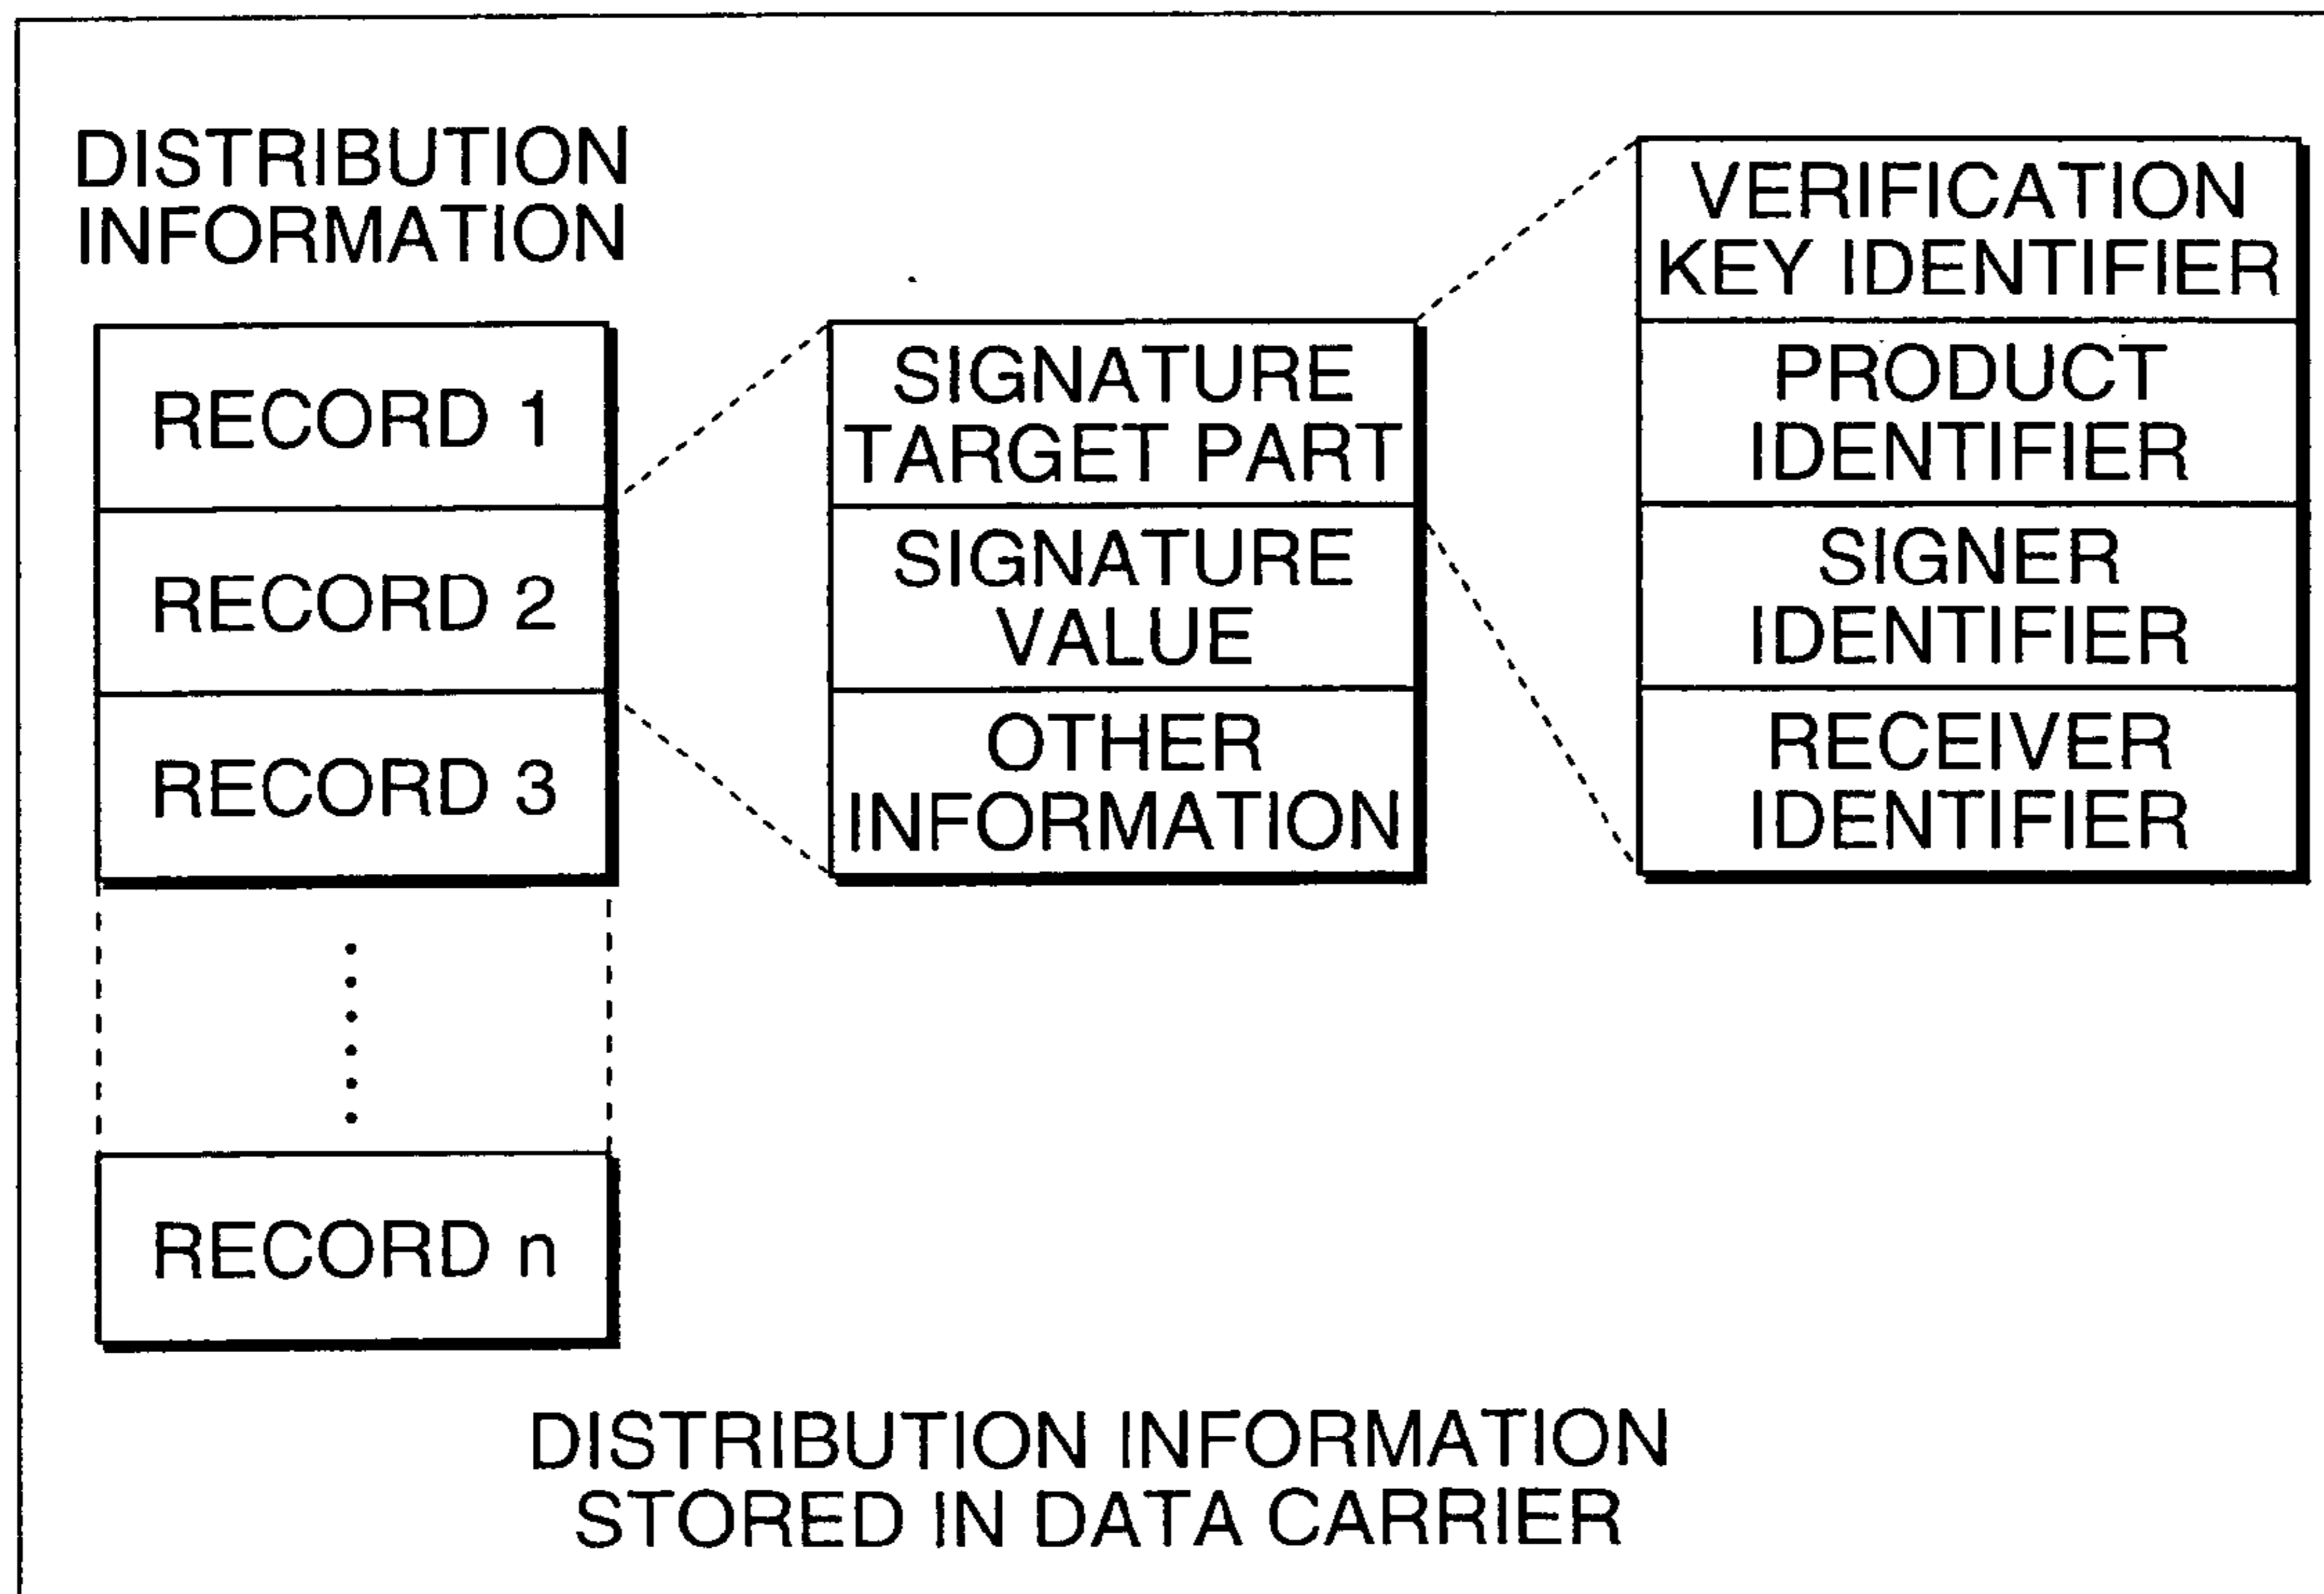 DISTRIBUTION
INFORMATION
RECORD 1
RECORD 2
RECORD 3
RECORD n
SIGNATURE
TARGET PART
SIGNATURE
VALUE
OTHER
INFORMATION
VERIFICATION
KEY IDENTIFIER
PRODUCT
IDENTIFIER
SIGNER
IDENTIFIER
RECEIVER
IDENTIFIER
DISTRIBUTION INFORMATION
STORED IN DATA CARRIER